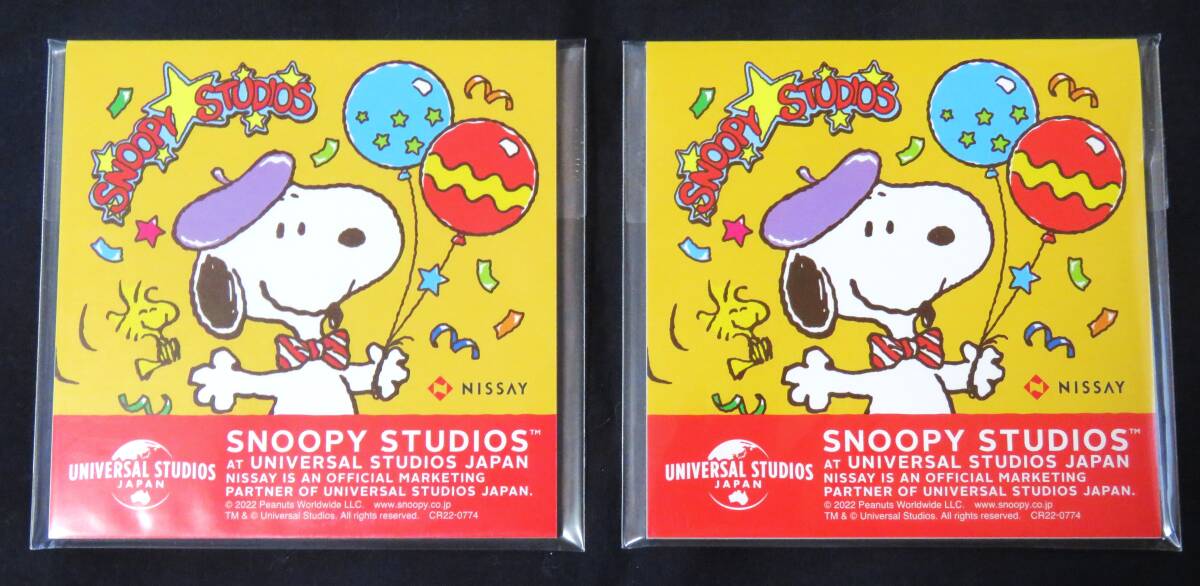 SNOOPY STUDIOS
NISSAY
UNIVERSAL STUDIOS
JAPAN
SNOOPY STUDIOS™
AT UNIVERSAL STUDIOS JAPAN
NISSAY IS AN OFFICIAL MARKETING
PARTNER OF UNIVERSAL STUDIOS JAPAN.
© 2022 Peanuts Worldwide LLC. www.snoopy.co.jp
TM & © Universal Studios. All rights reserved. CR22-0774
SNOOPY STUDIOS
NISSAY
UNIVERSAL STUDIOS
JAPAN
SNOOPY STUDIOS™
AT UNIVERSAL STUDIOS JAPAN
NISSAY IS AN OFFICIAL MARKETING
PARTNER OF UNIVERSAL STUDIOS JAPAN.
© 2022 Peanuts Worldwide LLC. www.snoopy.co.jp
TM & © Universal Studios. All rights reserved. CR22-0774